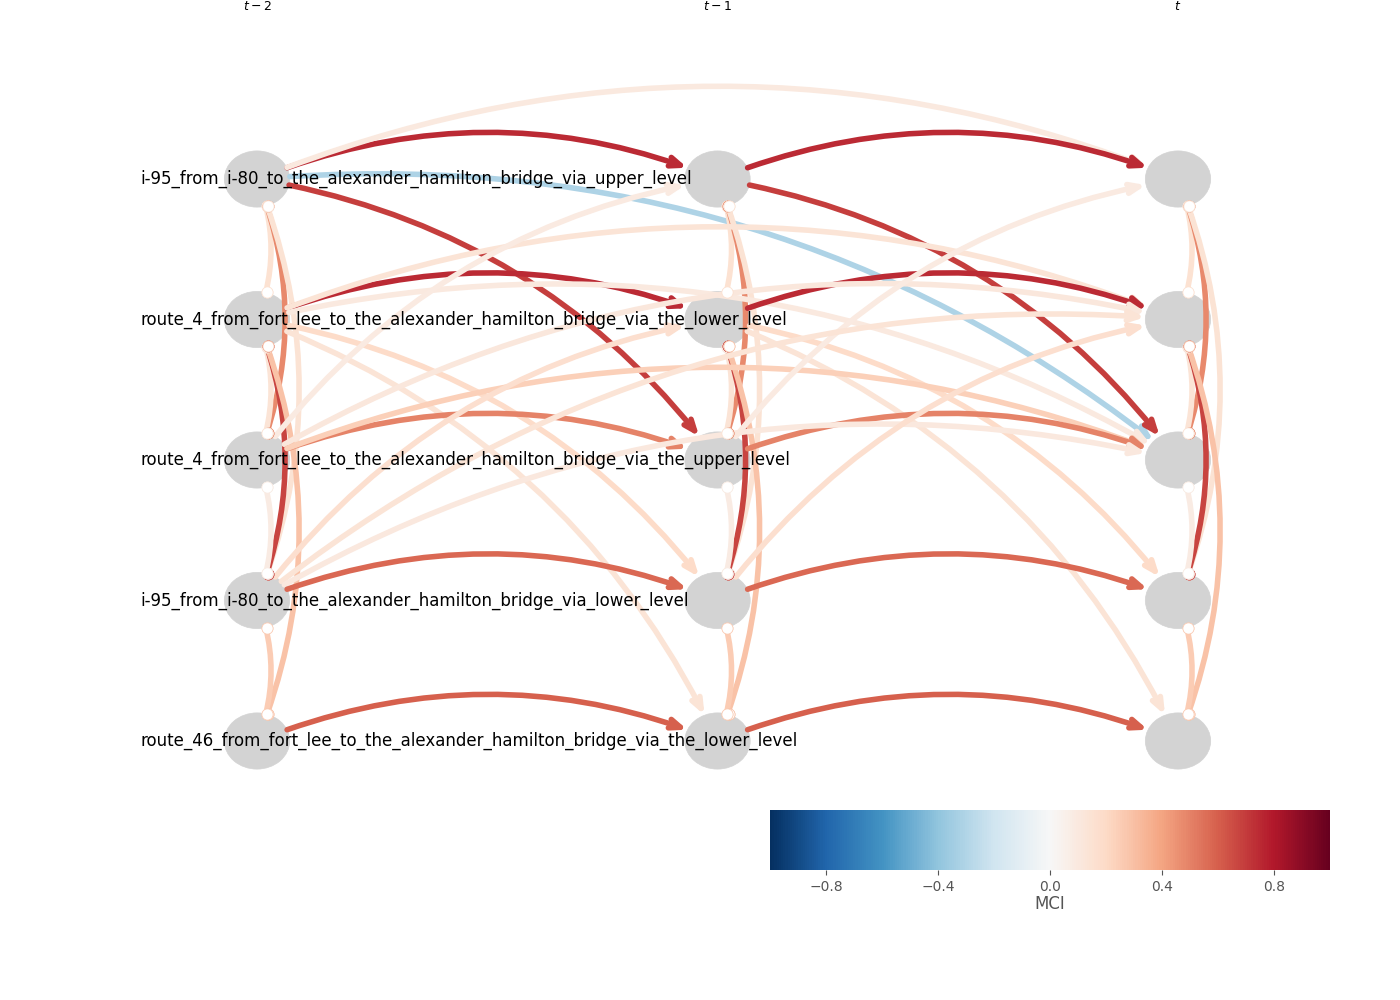 t − 2 t − 1 t
i-95_from_i-80_to_the_alexander_hamilton_bridge_via_upper_level
route_4_from_fort_lee_to_the_alexander_hamilton_bridge_via_the_lower_level
route_4_from_fort_lee_to_the_alexander_hamilton_bridge_via_the_upper_level
i-95_from_i-80_to_the_alexander_hamilton_bridge_via_lower_level
route_46_from_fort_lee_to_the_alexander_hamilton_bridge_via_the_lower_level
−0.8 −0.4 0.0 0.4 0.8
MCI